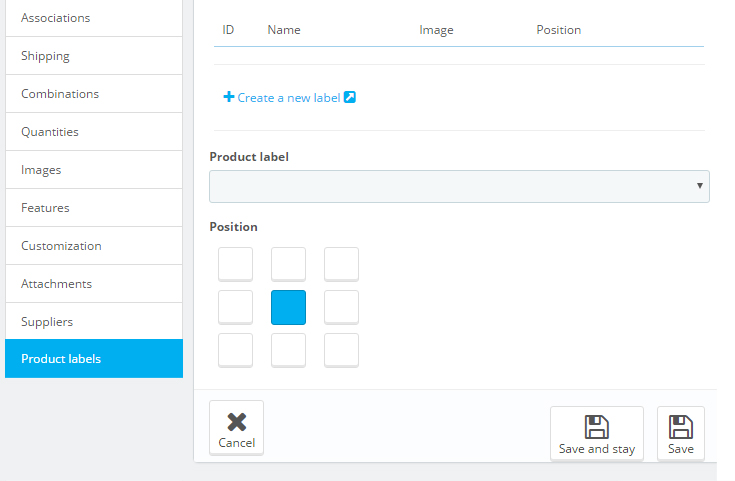 Associations
Shipping
Combinations
Quantities
Images
Features
Customization
Attachments
Suppliers
Product labels
ID Name Image Position
Create a new label
Product label
Position
Cancel
Save and stay
Save